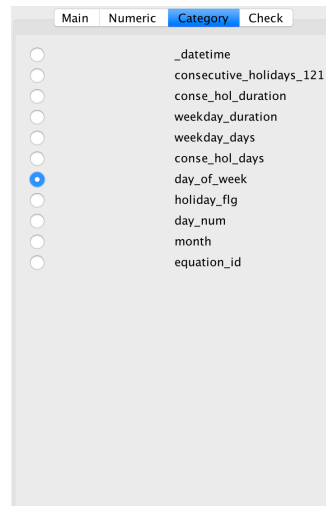 Main Numeric Category Check
_datetime
consecutive_holidays_121
conse_hol_duration
weekday_duration
weekday_days
conse_hol_days
day_of_week
holiday_flg
day_num
month
equation_id